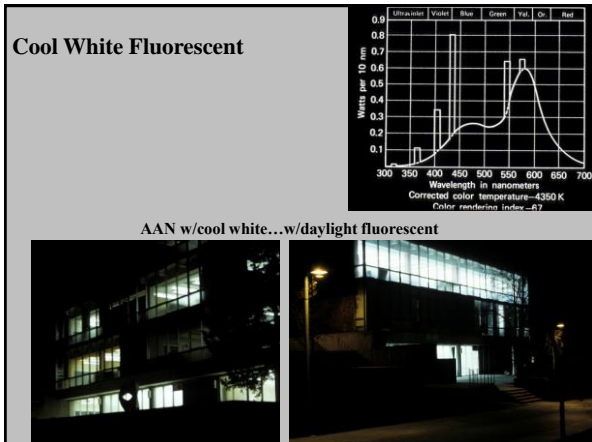 Cool White Fluorescent
Ultraviolet Violet Blue Green Yel. Or. Red
Watts per 10 nm
0.9
0.8
0.7
0.6
0.5
0.4
0.3
0.2
0.1
300 350 400 450 500 550 600 650 700
Wavelength in nanometers
Corrected color temperature—4350 K
Color rendering index—67
AAN w/cool white…w/daylight fluorescent